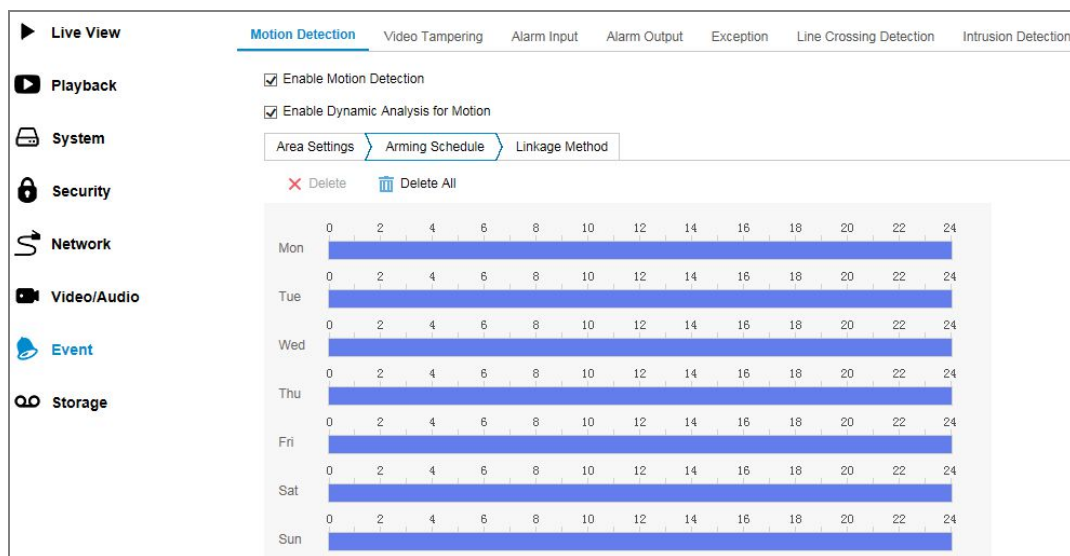 Live View
Motion Detection Video Tampering Alarm Input Alarm Output Exception Line Crossing Detection Intrusion Detection
Playback
Enable Motion Detection
Enable Dynamic Analysis for Motion
System
Area Settings Arming Schedule Linkage Method
Security
Delete Delete All
Network
Video/Audio
Event
Storage
0 2 4 6 8 10 12 14 16 18 20 22 24
Mon
0 2 4 6 8 10 12 14 16 18 20 22 24
Tue
0 2 4 6 8 10 12 14 16 18 20 22 24
Wed
0 2 4 6 8 10 12 14 16 18 20 22 24
Thu
0 2 4 6 8 10 12 14 16 18 20 22 24
Fri
0 2 4 6 8 10 12 14 16 18 20 22 24
Sat
0 2 4 6 8 10 12 14 16 18 20 22 24
Sun